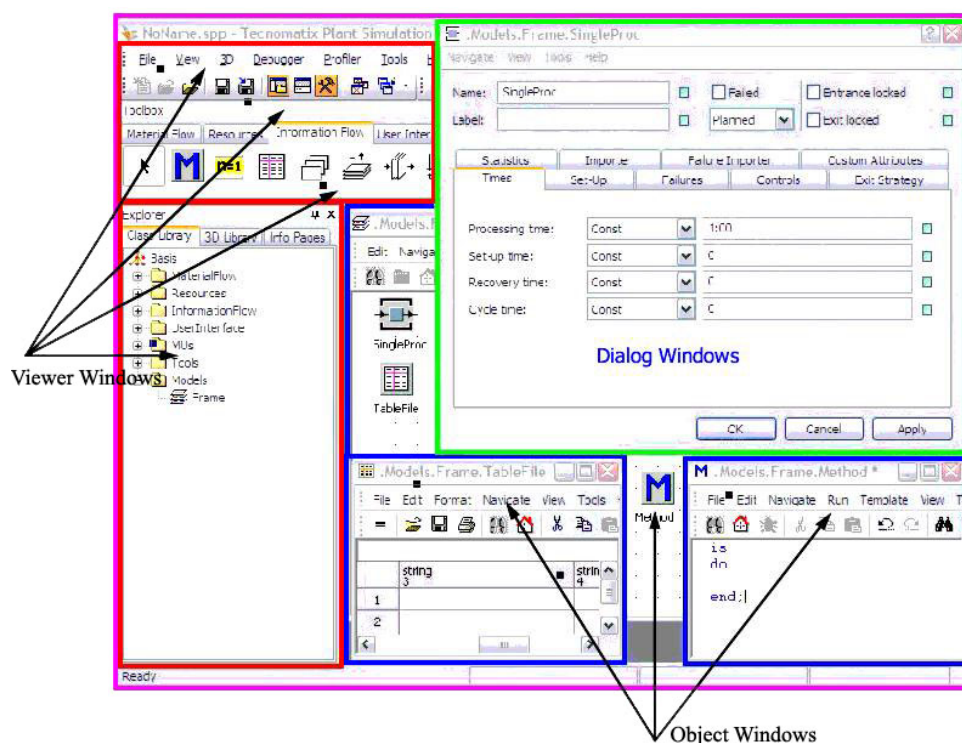 NoName.spp - Tecnomatix Plant Simulation
File View 3D Debugger Profiler Tools
Toolbox
Material Flow Resources Information Flow User Inter
M n=1
Explorer
Class Library 3D Library Info Pages
Basis
MaterialFlow
Resources
InformationFlow
UserInterface
MUs
Tools
Models
Frame
Viewer Windows
.Models.F
Edit Naviga
SingleProc
TableFile
.Models.Frame.SingleProc
Navigate View Tools Help
Name: SingleProc Failed Entrance locked
Label: Planned Exit locked
Statistics Importer Failure Importer Custom Attributes
Times Set-Up Failures Controls Exit Strategy
Processing time: Const 1:00
Set-up time: Const 0
Recovery time: Const 0
Cycle time: Const 0
Dialog Windows
OK Cancel Apply
.Models.Frame.TableFile
File Edit Format Navigate View Tools
string 3 strin 4
1
2
M
Method
M .Models.Frame.Method *
File Edit Navigate Run Template View T
is
do
end;
Ready
Object Windows